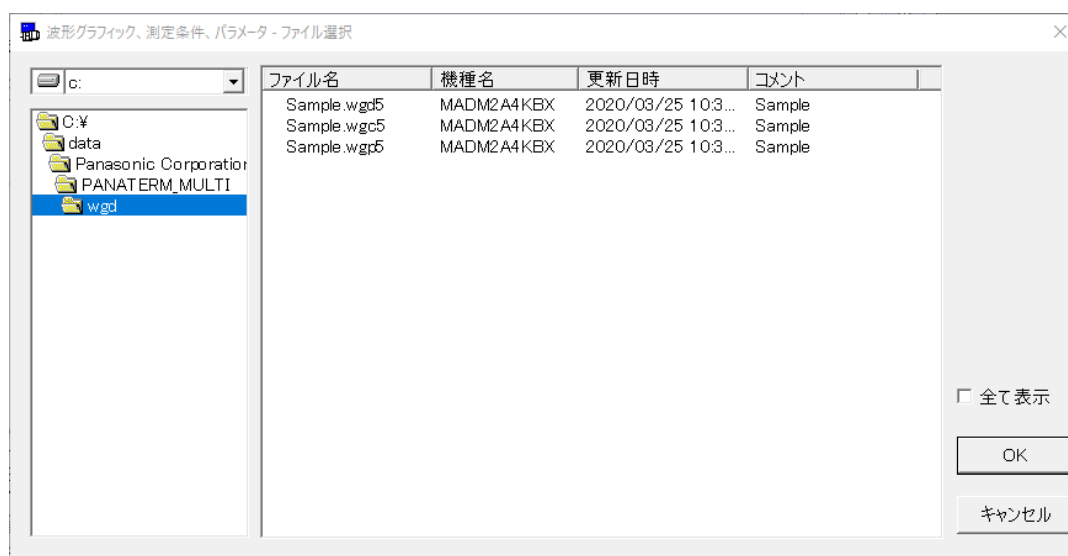 波形グラフィック、測定条件、パラメータ - ファイル選択
c:
C:¥
data
Panasonic Corporation
PANATERM_MULTI
wgd
ファイル名 機種名 更新日時 コメント
Sample.wgd5 MADM2A4KBX 2020/03/25 10:3... Sample
Sample.wgc5 MADM2A4KBX 2020/03/25 10:3... Sample
Sample.wgp5 MADM2A4KBX 2020/03/25 10:3... Sample
全て表示
OK
キャンセル